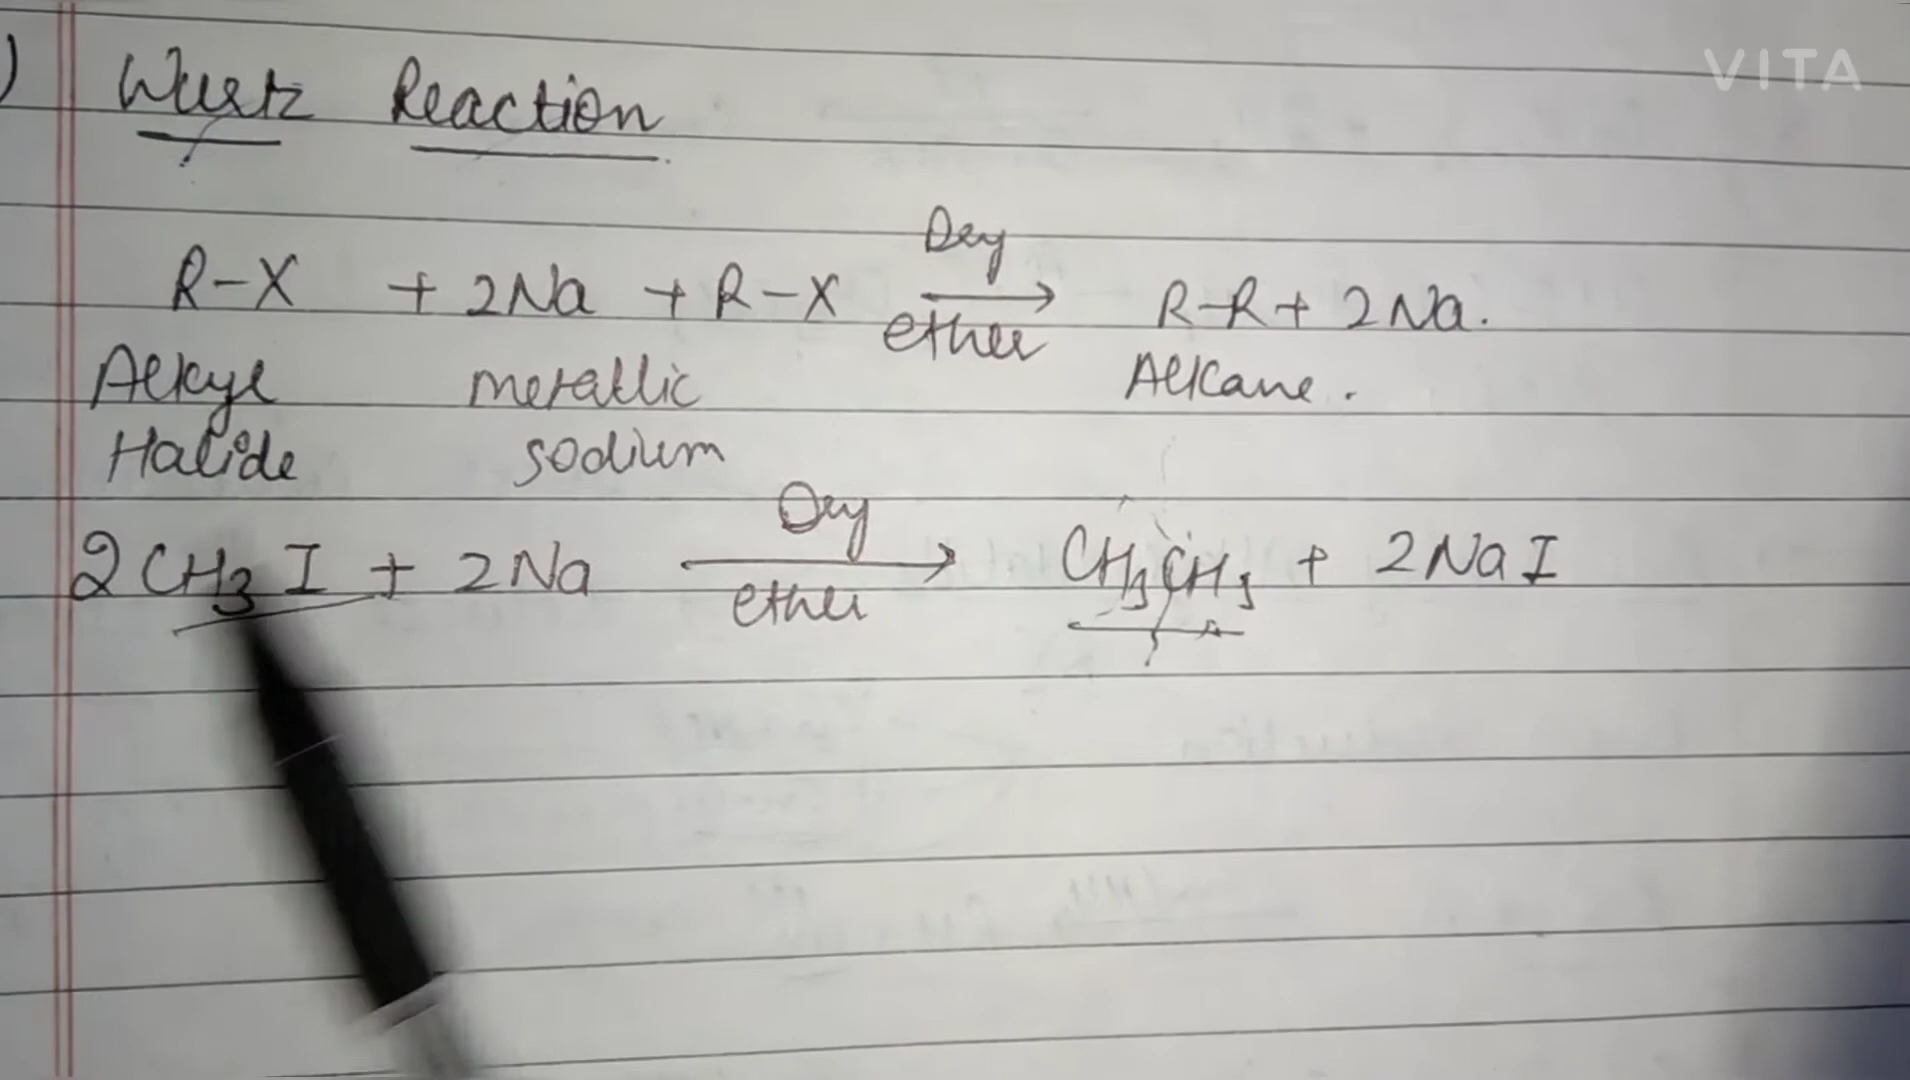 ) Wurtz Reaction
VITA
Dry
R-X + 2Na + R-X → R-R + 2Na.
ether
Alkyl metallic Alkane.
Halide sodium
Dry
2CH3I + 2Na → CH3CH3 + 2NaI
ether